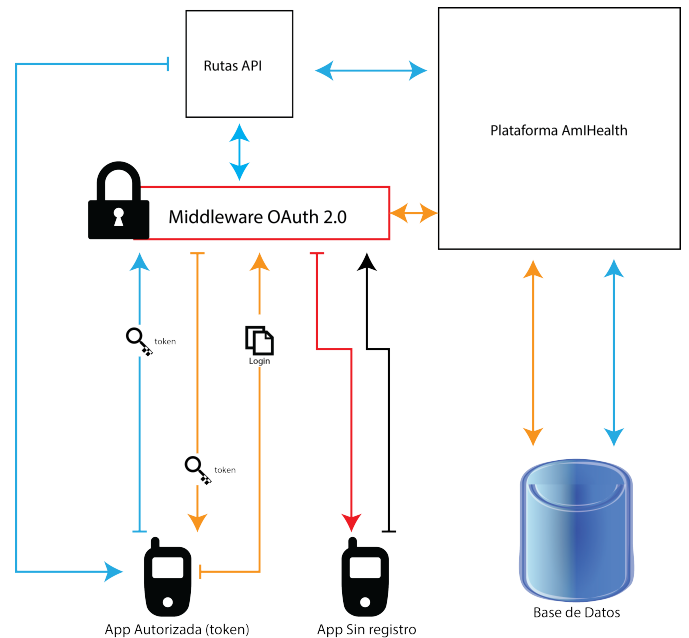 Rutas API
Plataforma AmIHealth
Middleware OAuth 2.0
token
Login
token
App Autorizada (token)
App Sin registro
Base de Datos